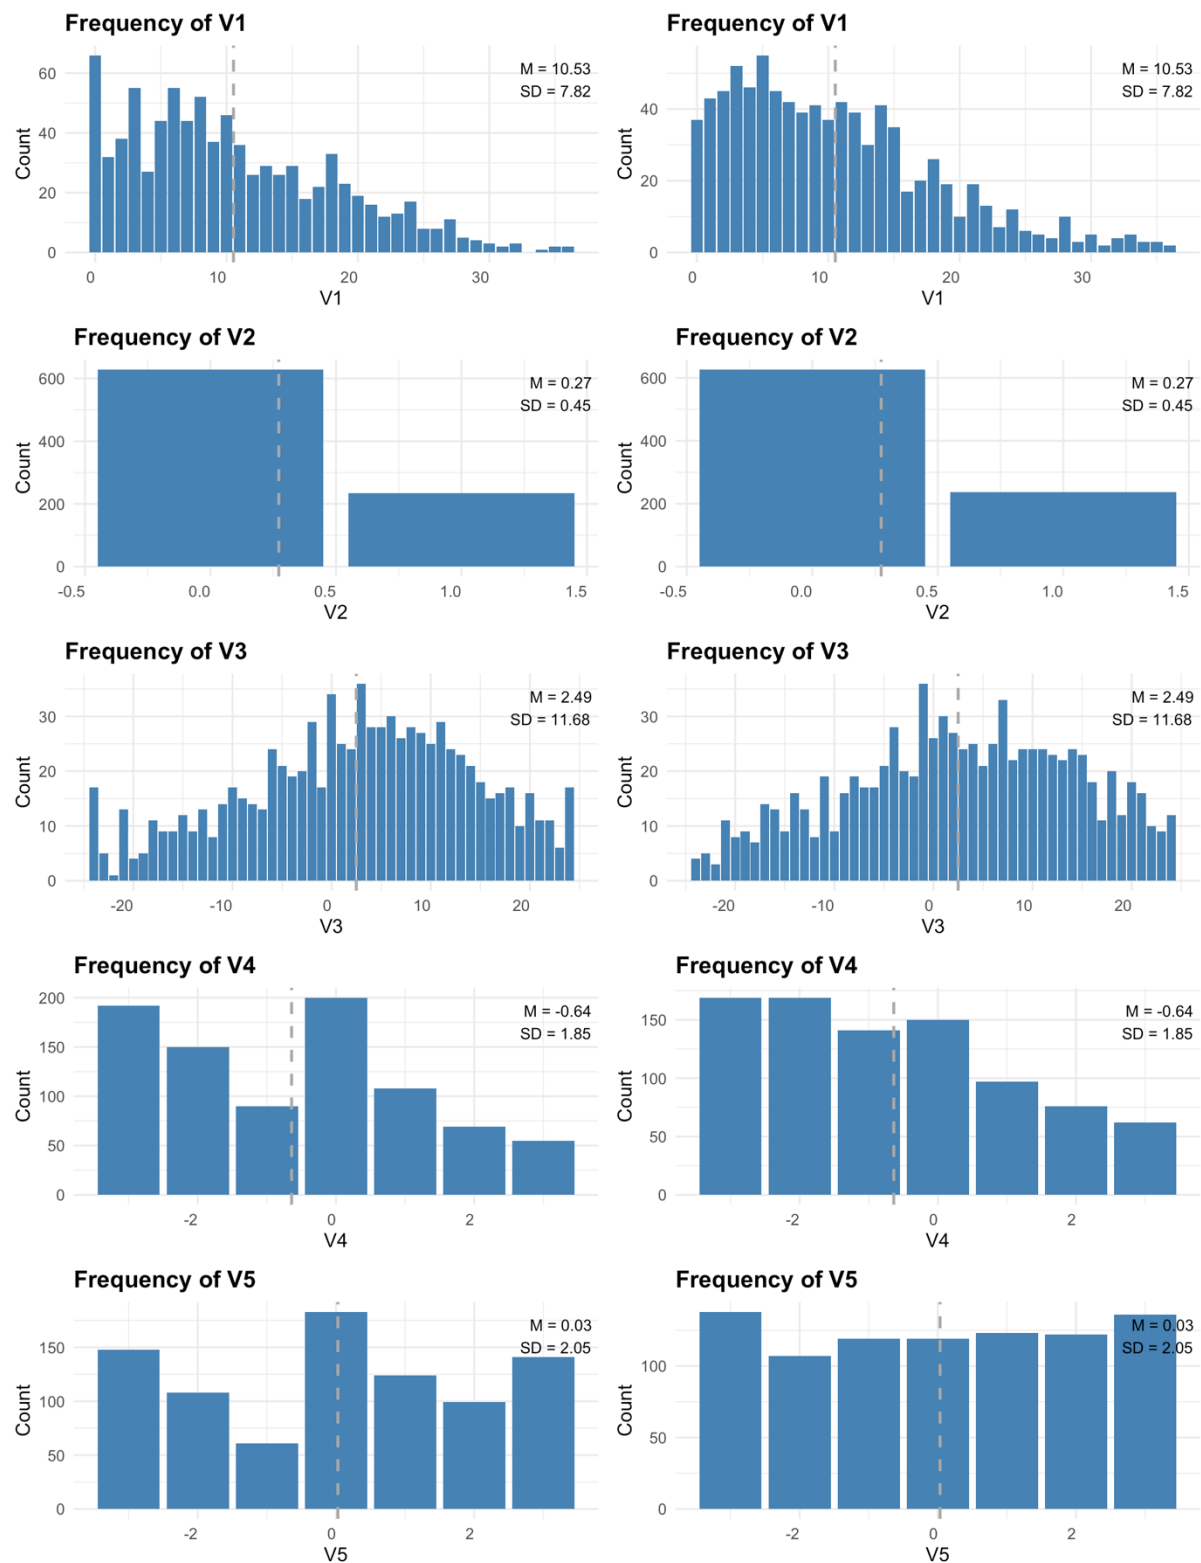 Frequency of V1
M = 10.53
SD = 7.82
60
40
20
0
Count
0 10 20 30
V1
Frequency of V1
M = 10.53
SD = 7.82
40
20
0
Count
0 10 20 30
V1
Frequency of V2
M = 0.27
SD = 0.45
600
400
200
0
Count
-0.5 0.0 0.5 1.0 1.5
V2
Frequency of V2
M = 0.27
SD = 0.45
600
400
200
0
Count
-0.5 0.0 0.5 1.0 1.5
V2
Frequency of V3
M = 2.49
SD = 11.68
30
20
10
0
Count
-20 -10 0 10 20
V3
Frequency of V3
M = 2.49
SD = 11.68
30
20
10
0
Count
-20 -10 0 10 20
V3
Frequency of V4
M = -0.64
SD = 1.85
200
150
100
50
0
Count
-2 0 2
V4
Frequency of V4
M = -0.64
SD = 1.85
150
100
50
0
Count
-2 0 2
V4
Frequency of V5
M = 0.03
SD = 2.05
150
100
50
0
Count
-2 0 2
V5
Frequency of V5
M = 0.03
SD = 2.05
100
50
0
Count
-2 0 2
V5